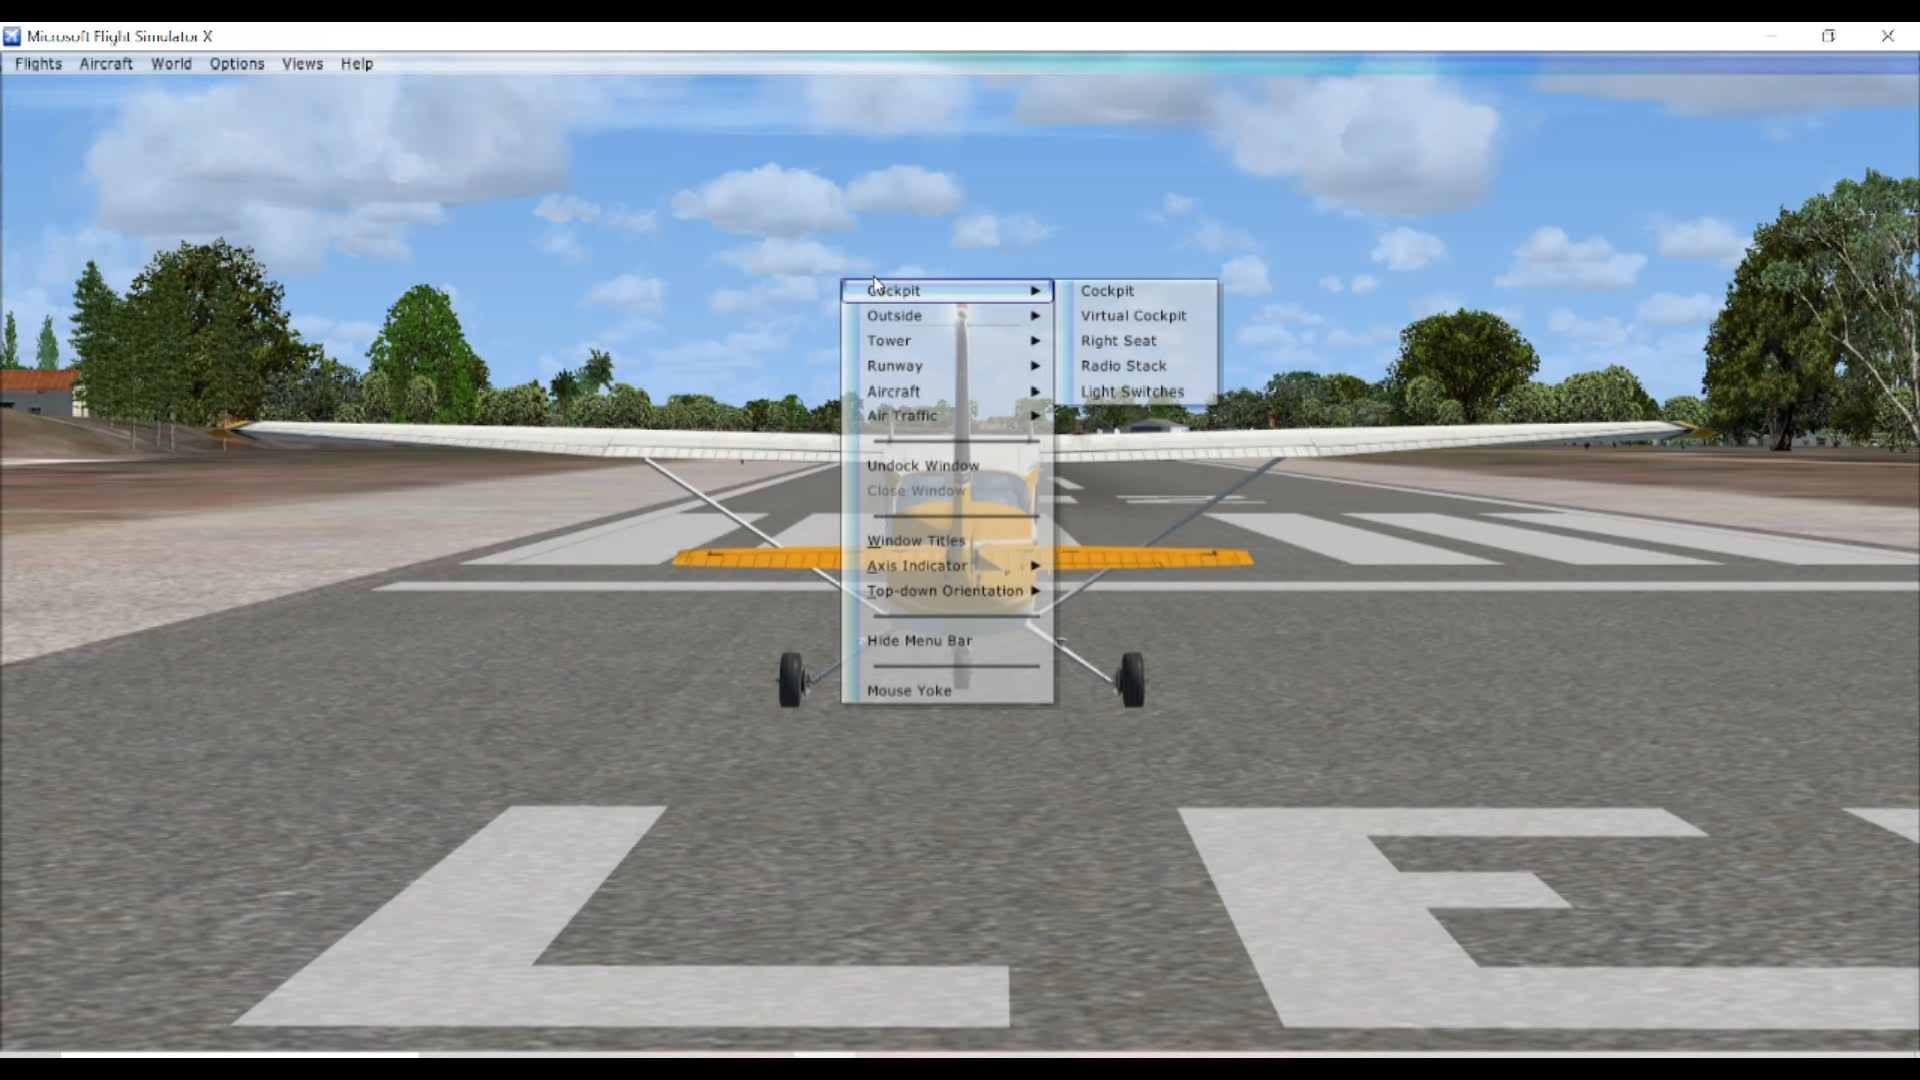 Microsoft Flight Simulator X
Flights Aircraft World Options Views Help
Cockpit
Outside
Tower
Runway
Aircraft
Air Traffic
Undock Window
Close Window
Window Titles
Axis Indicator
Top-down Orientation
Hide Menu Bar
Mouse Yoke
Cockpit
Virtual Cockpit
Right Seat
Radio Stack
Light Switches
L E